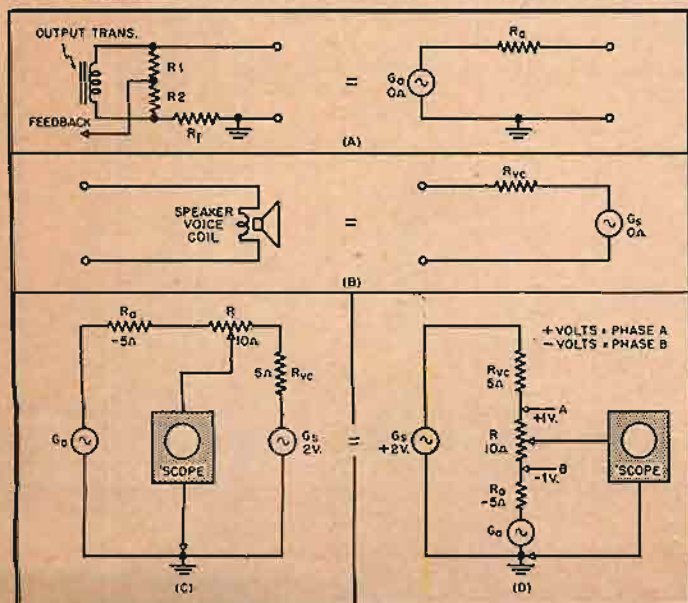 OUTPUT TRANS.
R1
R2
FEEDBACK
Rf
=
Ra
Ga
0Ω
(A)
SPEAKER
VOICE
COIL
=
Rvc
Gs
0Ω
(B)
Ra
-5Ω
R
10Ω
5Ω
Rvc
Ga
'SCOPE
Gs
2V.
(C)
=
+VOLTS = PHASE A
-VOLTS = PHASE B
Rvc
5Ω
A
+1V.
Gs
+2V.
R
10Ω
'SCOPE
B
-1V.
Ra
-5Ω
Ga
(D)